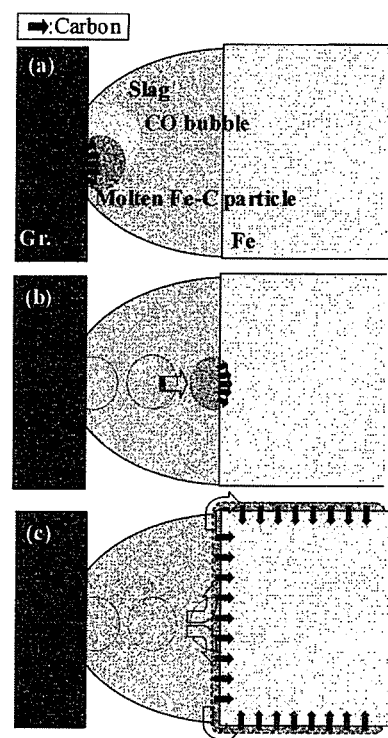 :Carbon
(a)
Slag
CO bubble
Molten Fe-C particle
Gr.
Fe
(b)
(c)